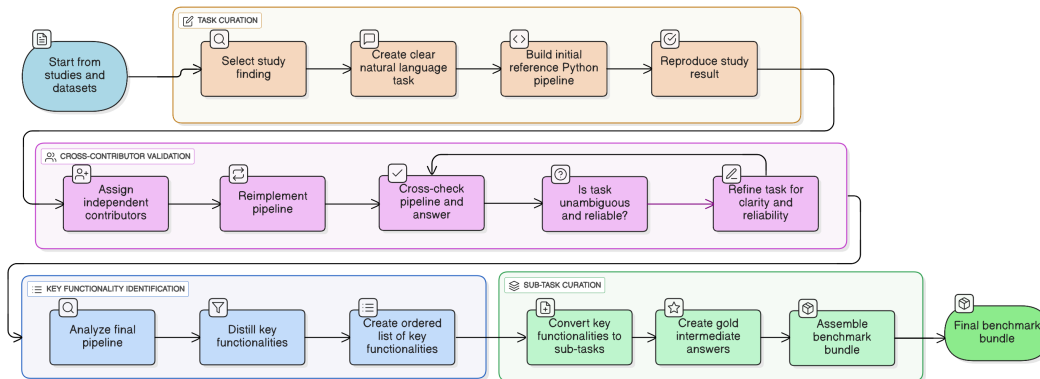 TASK CURATION
Start from
studies and
datasets
Select study
finding
Create clear
natural language
task
Build initial
reference Python
pipeline
Reproduce study
result
CROSS-CONTRIBUTOR VALIDATION
Assign
independent
contributors
Reimplement
pipeline
Cross-check
pipeline and
answer
Is task
unambiguous
and reliable?
Refine task for
clarity and
reliability
KEY FUNCTIONALITY IDENTIFICATION
Analyze final
pipeline
Distill key
functionalities
Create ordered
list of key
functionalities
SUB-TASK CURATION
Convert key
functionalities to
sub-tasks
Create gold
intermediate
answers
Assemble
benchmark
bundle
Final benchmark
bundle